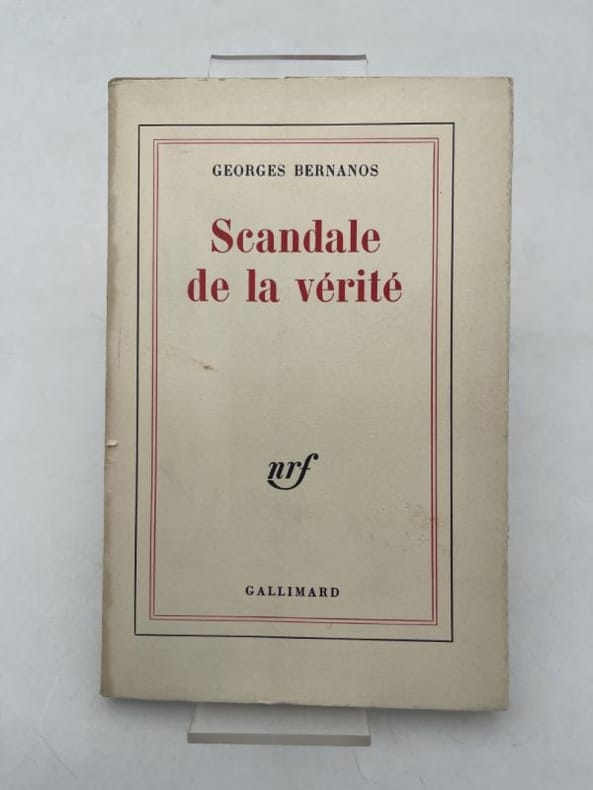 GEORGES BERNANOS
Scandale
de la vérité
nrf
GALLIMARD